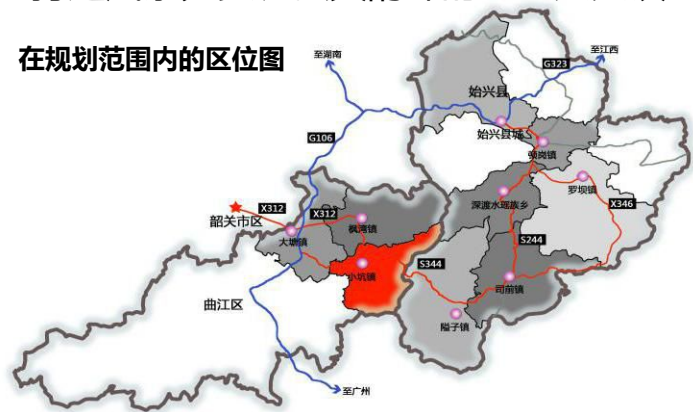 在规划范围内的区位图
至湖南
至江西
G323
始兴县
始兴县城
G106
顿岗镇
罗坝镇
X312
深渡水瑶族乡
X346
韶关市区
X312
枫湾镇
大塘镇
S244
S344
小坑镇
司前镇
曲江区
隘子镇
至广州